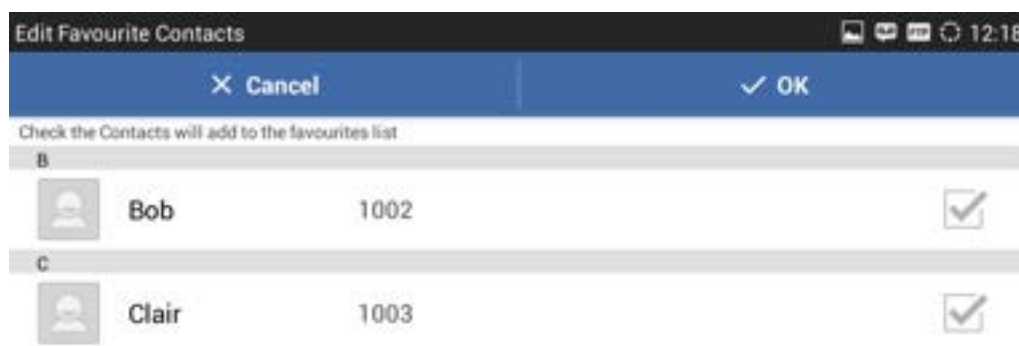 Edit Favourite Contacts 12:18
Cancel OK
Check the Contacts will add to the favourites list
B
Bob 1002
C
Clair 1003